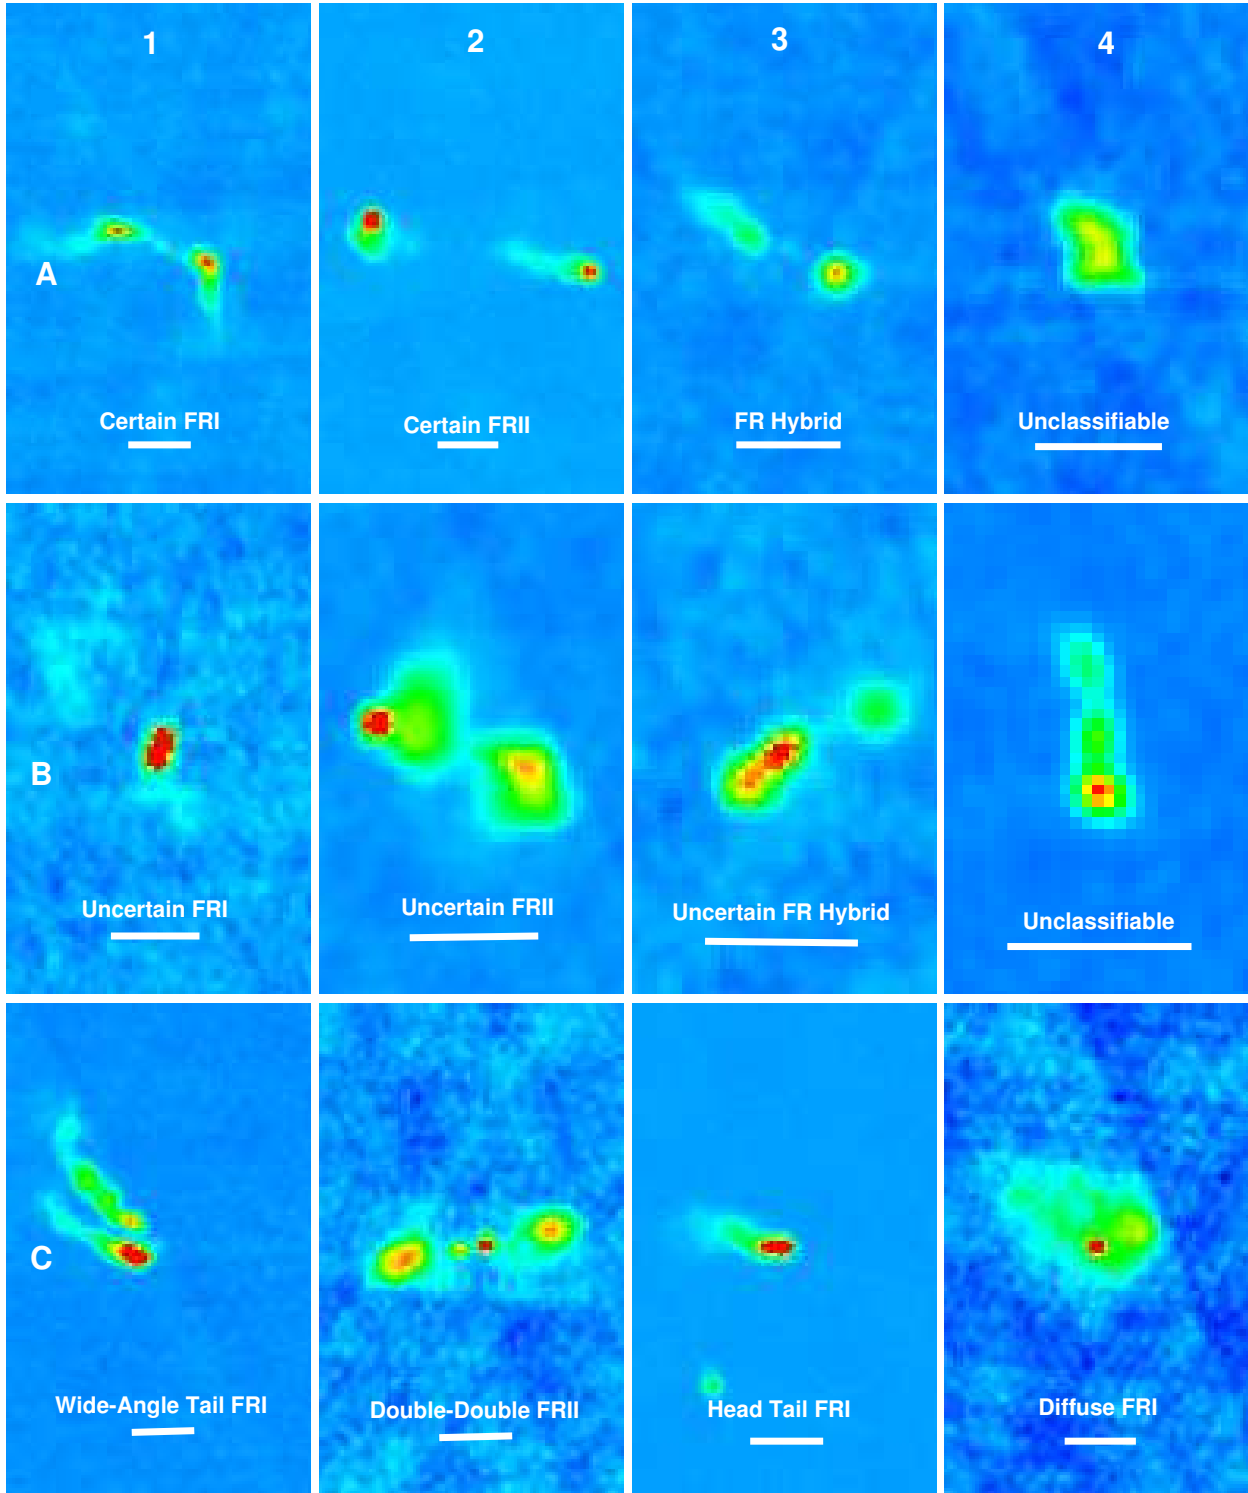 1
2
3
4
A
Certain FRI
Certain FRII
FR Hybrid
Unclassifiable
B
Uncertain FRI
Uncertain FRII
Uncertain FR Hybrid
Unclassifiable
C
Wide-Angle Tail FRI
Double-Double FRII
Head Tail FRI
Diffuse FRI